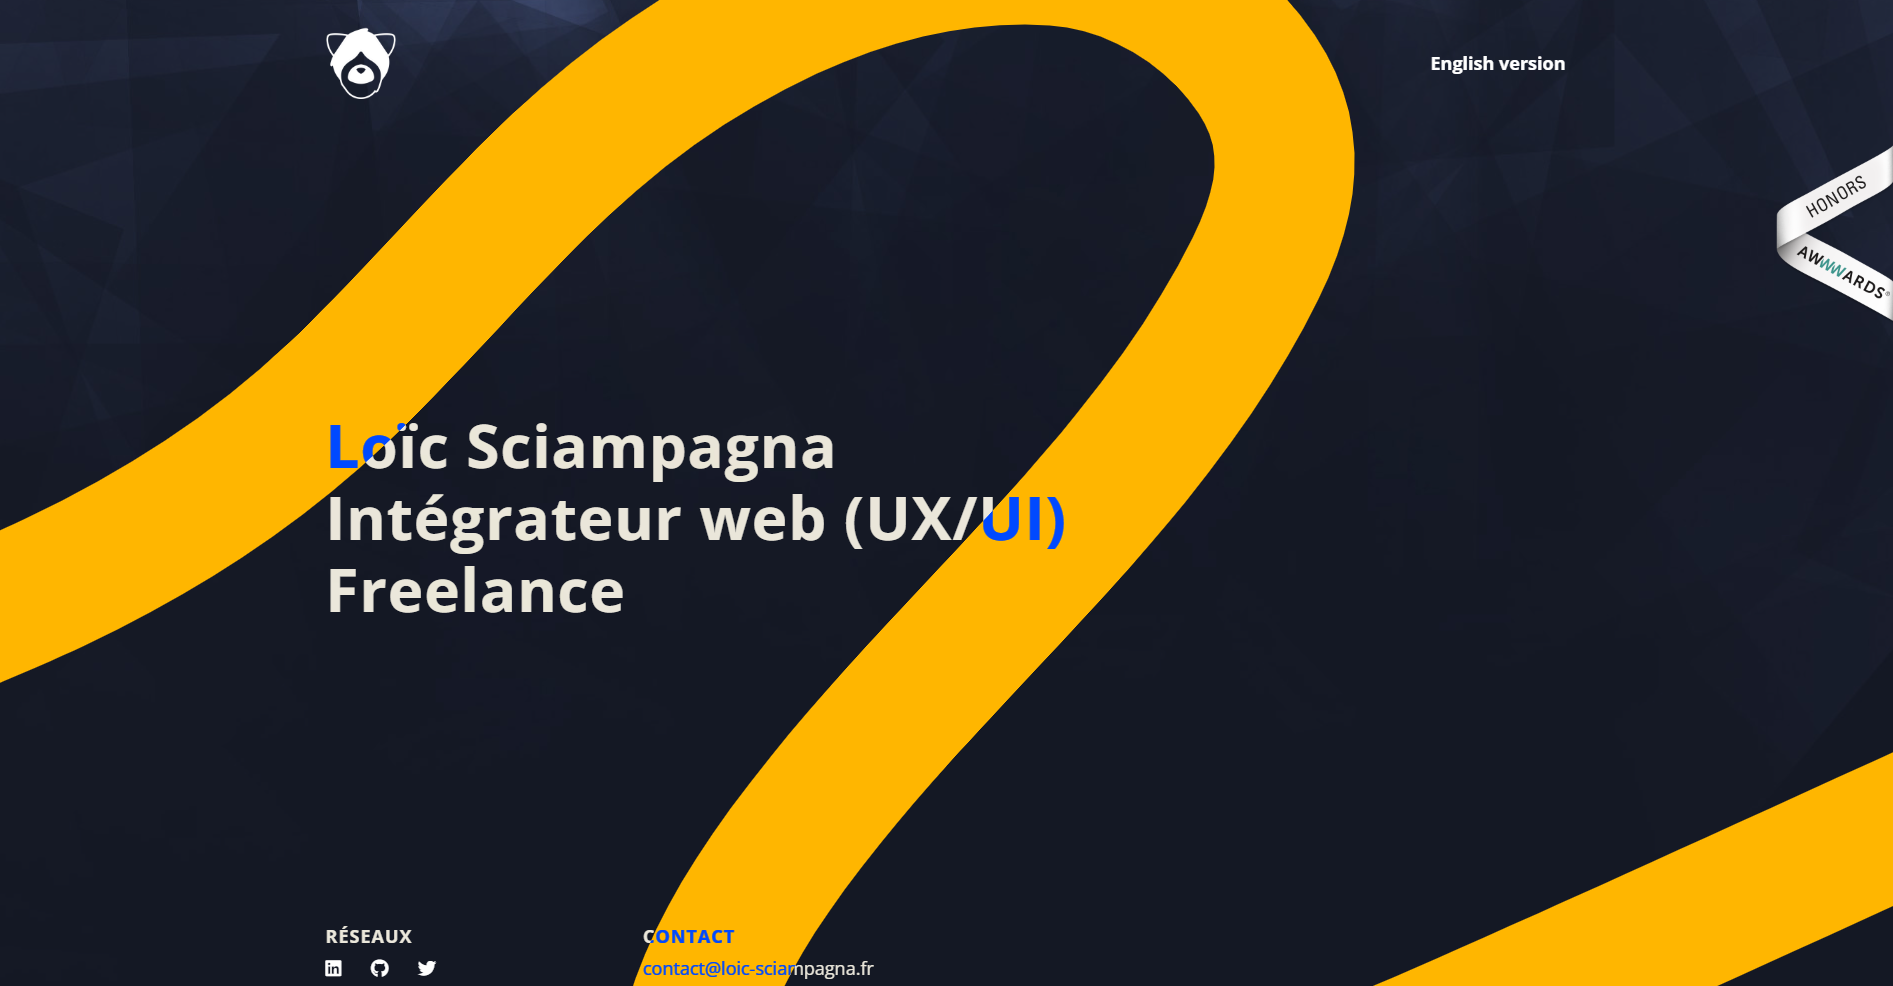 English version
HONORS
AWWWARDS®
Loïc Sciampagna
Intégrateur web (UX/UI)
Freelance
RÉSEAUX
CONTACT
contact@loic-sciampagna.fr